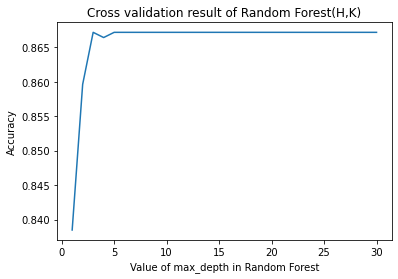 Cross validation result of Random Forest(H,K)
0.865
0.860
0.855
0.850
0.845
0.840
Accuracy
0 5 10 15 20 25 30
Value of max_depth in Random Forest